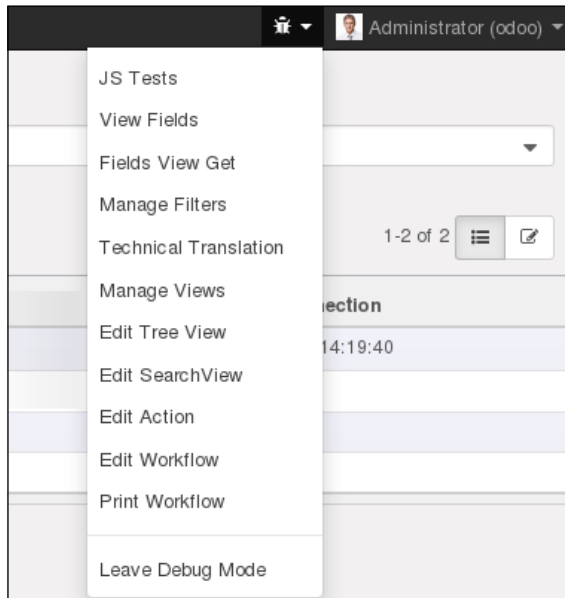 Administrator (odoo)
JS Tests
View Fields
Fields View Get
Manage Filters
Technical Translation
1-2 of 2
Manage Views
Edit Tree View
14:19:40
Edit SearchView
Edit Action
Edit Workflow
Print Workflow
Leave Debug Mode